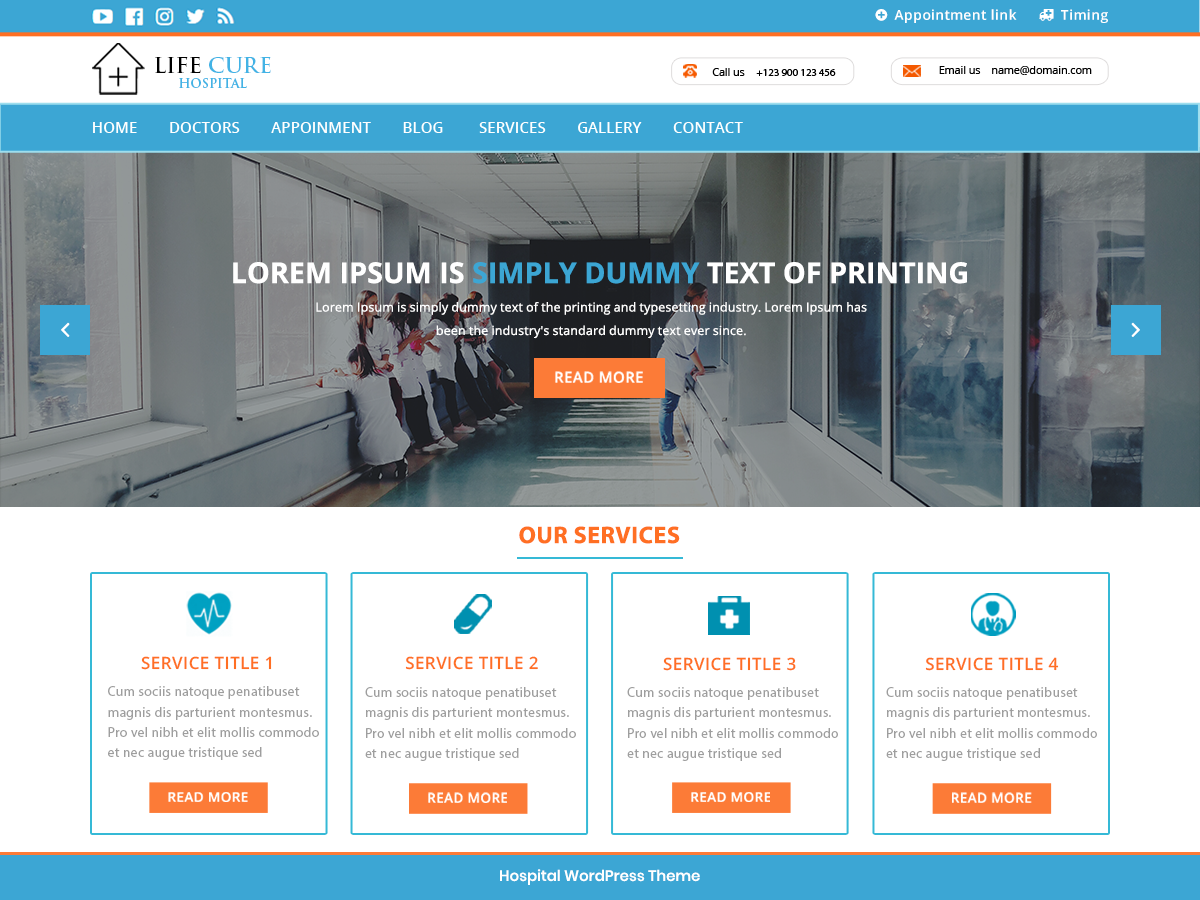 Appointment link Timing
LIFE CURE
HOSPITAL
Call us +123 900 123 456
Email us name@domain.com
HOME DOCTORS APPOINMENT BLOG SERVICES GALLERY CONTACT
LOREM IPSUM IS SIMPLY DUMMY TEXT OF PRINTING
Lorem Ipsum is simply dummy text of the printing and typesetting industry. Lorem Ipsum has
been the industry's standard dummy text ever since.
READ MORE
OUR SERVICES
SERVICE TITLE 1
Cum sociis natoque penatibuset
magnis dis parturient montesmus.
Pro vel nibh et elit mollis commodo
et nec augue tristique sed
READ MORE
SERVICE TITLE 2
Cum sociis natoque penatibuset
magnis dis parturient montesmus.
Pro vel nibh et elit mollis commodo
et nec augue tristique sed
READ MORE
SERVICE TITLE 3
Cum sociis natoque penatibuset
magnis dis parturient montesmus.
Pro vel nibh et elit mollis commodo
et nec augue tristique sed
READ MORE
SERVICE TITLE 4
Cum sociis natoque penatibuset
magnis dis parturient montesmus.
Pro vel nibh et elit mollis commodo
et nec augue tristique sed
READ MORE
Hospital WordPress Theme